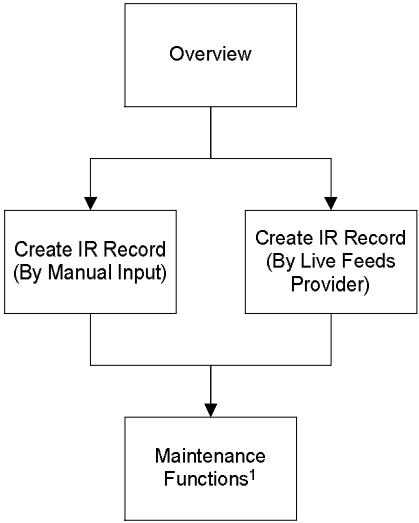 Overview
Create IR Record
(By Manual Input)
Create IR Record
(By Live Feeds
Provider)
Maintenance
Functions¹